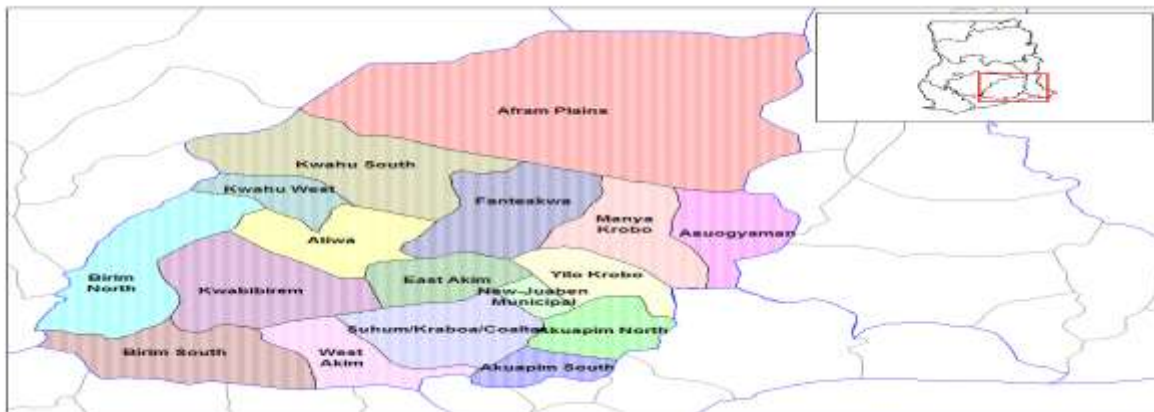 Afram Plains
Kwahu South
Kwahu West
Fanteakwa
Manya
Krobo
Asuogyaman
Atiwa
Birim
North
Kwabibirem
East Akim
Yilo Krobo
New-Juaben
Municipal
Suhum/Kraboa/Coalta
Akuapim North
Birim South
West
Akim
Akuapim South